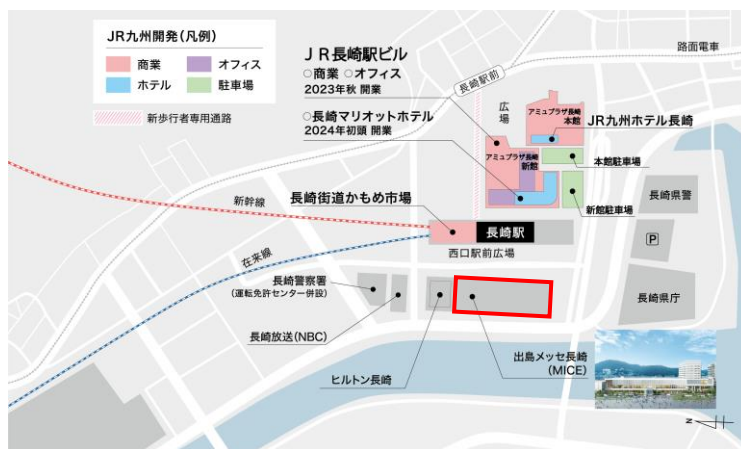 JR九州開発(凡例)
商業
オフィス
ホテル
駐車場
新歩行者専用通路
JR長崎駅ビル
○商業 ○オフィス
2023年秋 開業
○長崎マリオットホテル
2024年初頭 開業
路面電車
長崎駅前
広場
アミュプラザ長崎
本館
JR九州ホテル長崎
アミュプラザ長崎
新館
本館駐車場
新館駐車場
長崎県警
P
長崎県庁
新幹線
在来線
長崎街道かもめ市場
長崎駅
西口駅前広場
長崎警察署
(運転免許センター併設)
長崎放送(NBC)
ヒルトン長崎
出島メッセ長崎
(MICE)
N